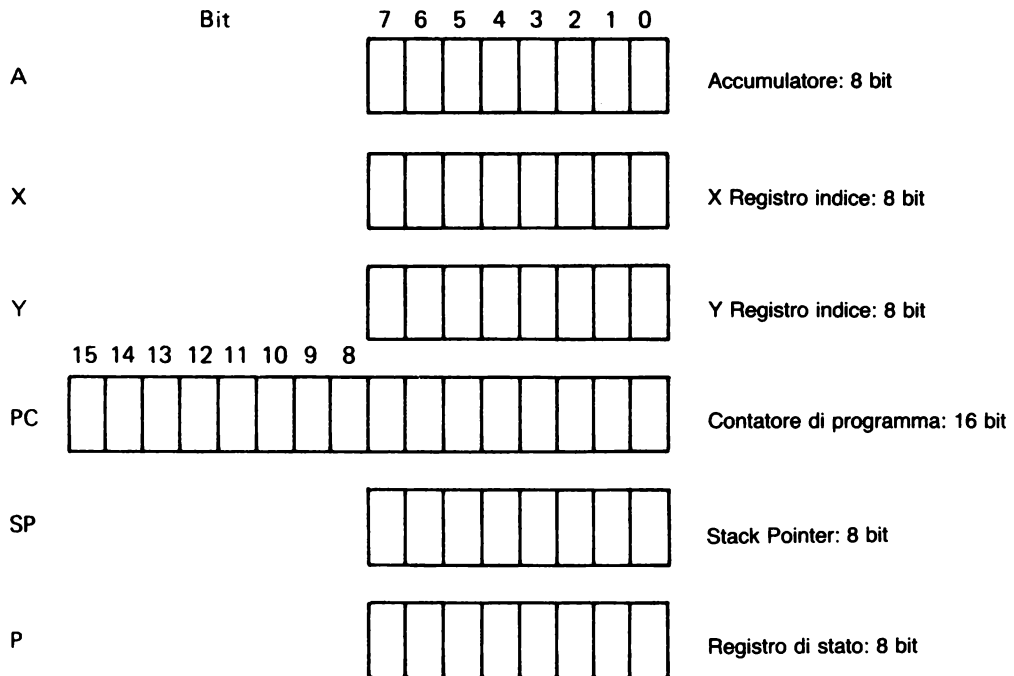 Bit 7 6 5 4 3 2 1 0
A Accumulatore: 8 bit
X X Registro indice: 8 bit
Y Y Registro indice: 8 bit
15 14 13 12 11 10 9 8
PC Contatore di programma: 16 bit
SP Stack Pointer: 8 bit
P Registro di stato: 8 bit